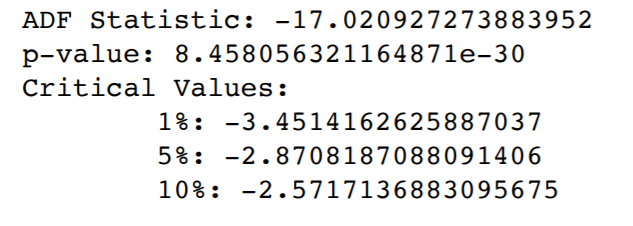 ADF Statistic: -17.020927273883952
p-value: 8.458056321164871e-30
Critical Values:
1%: -3.4514162625887037
5%: -2.8708187088091406
10%: -2.5717136883095675